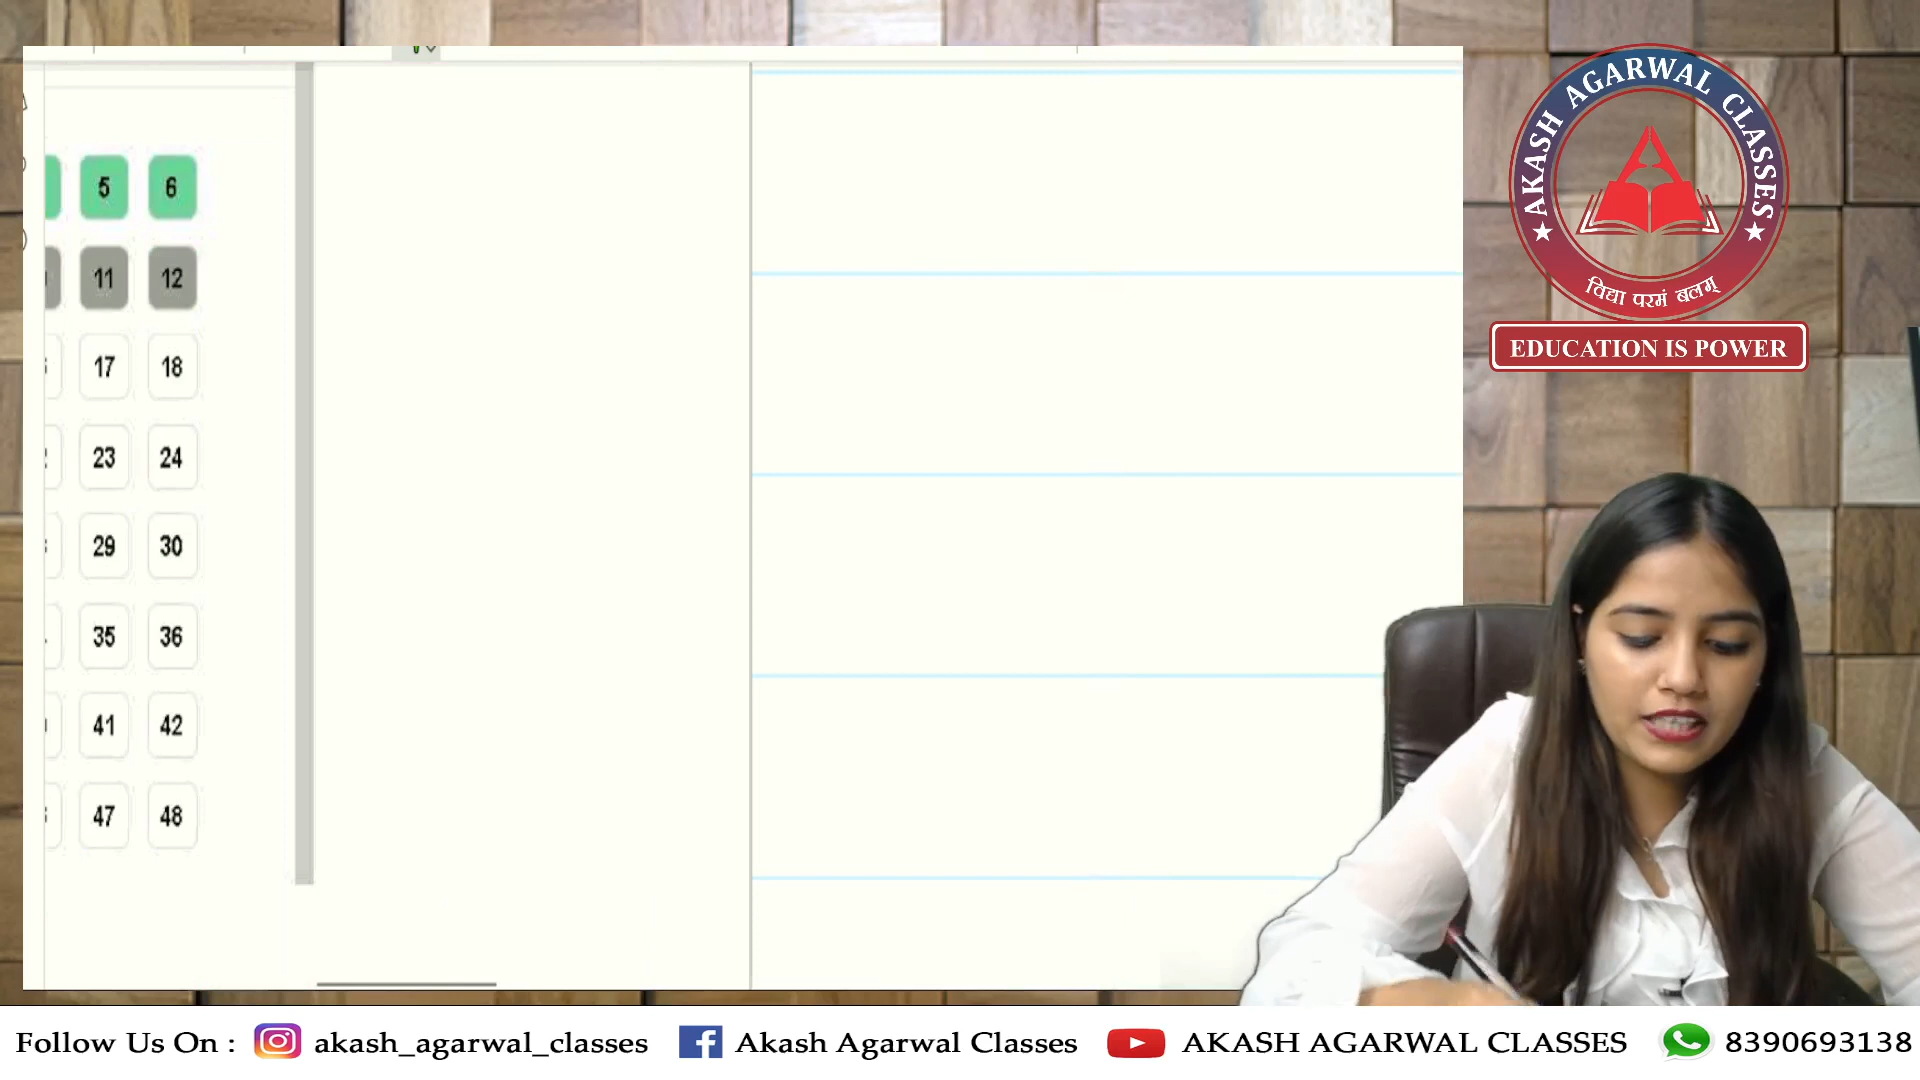 5 6
11 12
17 18
23 24
29 30
35 36
41 42
47 48
AKASH AGARWAL CLASSES
विद्या परमं बलम्
EDUCATION IS POWER
Follow Us On : akash_agarwal_classes Akash Agarwal Classes AKASH AGARWAL CLASSES 8390693138